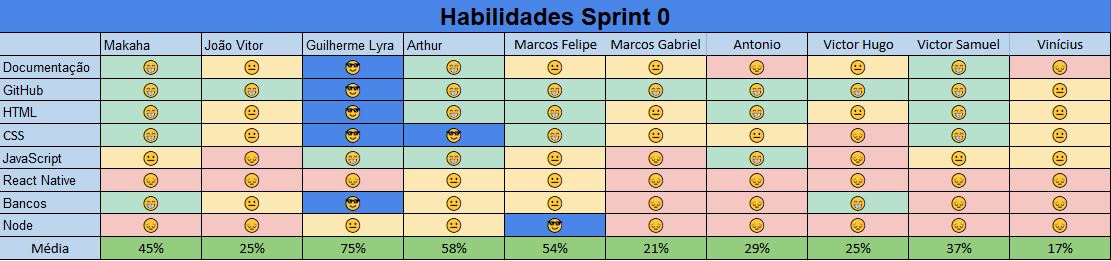 Habilidades Sprint 0
Makaha João Vitor Guilherme Lyra Arthur Marcos Felipe Marcos Gabriel Antonio Victor Hugo Victor Samuel Vinícius
Documentação
GitHub
HTML
CSS
JavaScript
React Native
Bancos
Node
Média 45% 25% 75% 58% 54% 21% 29% 25% 37% 17%